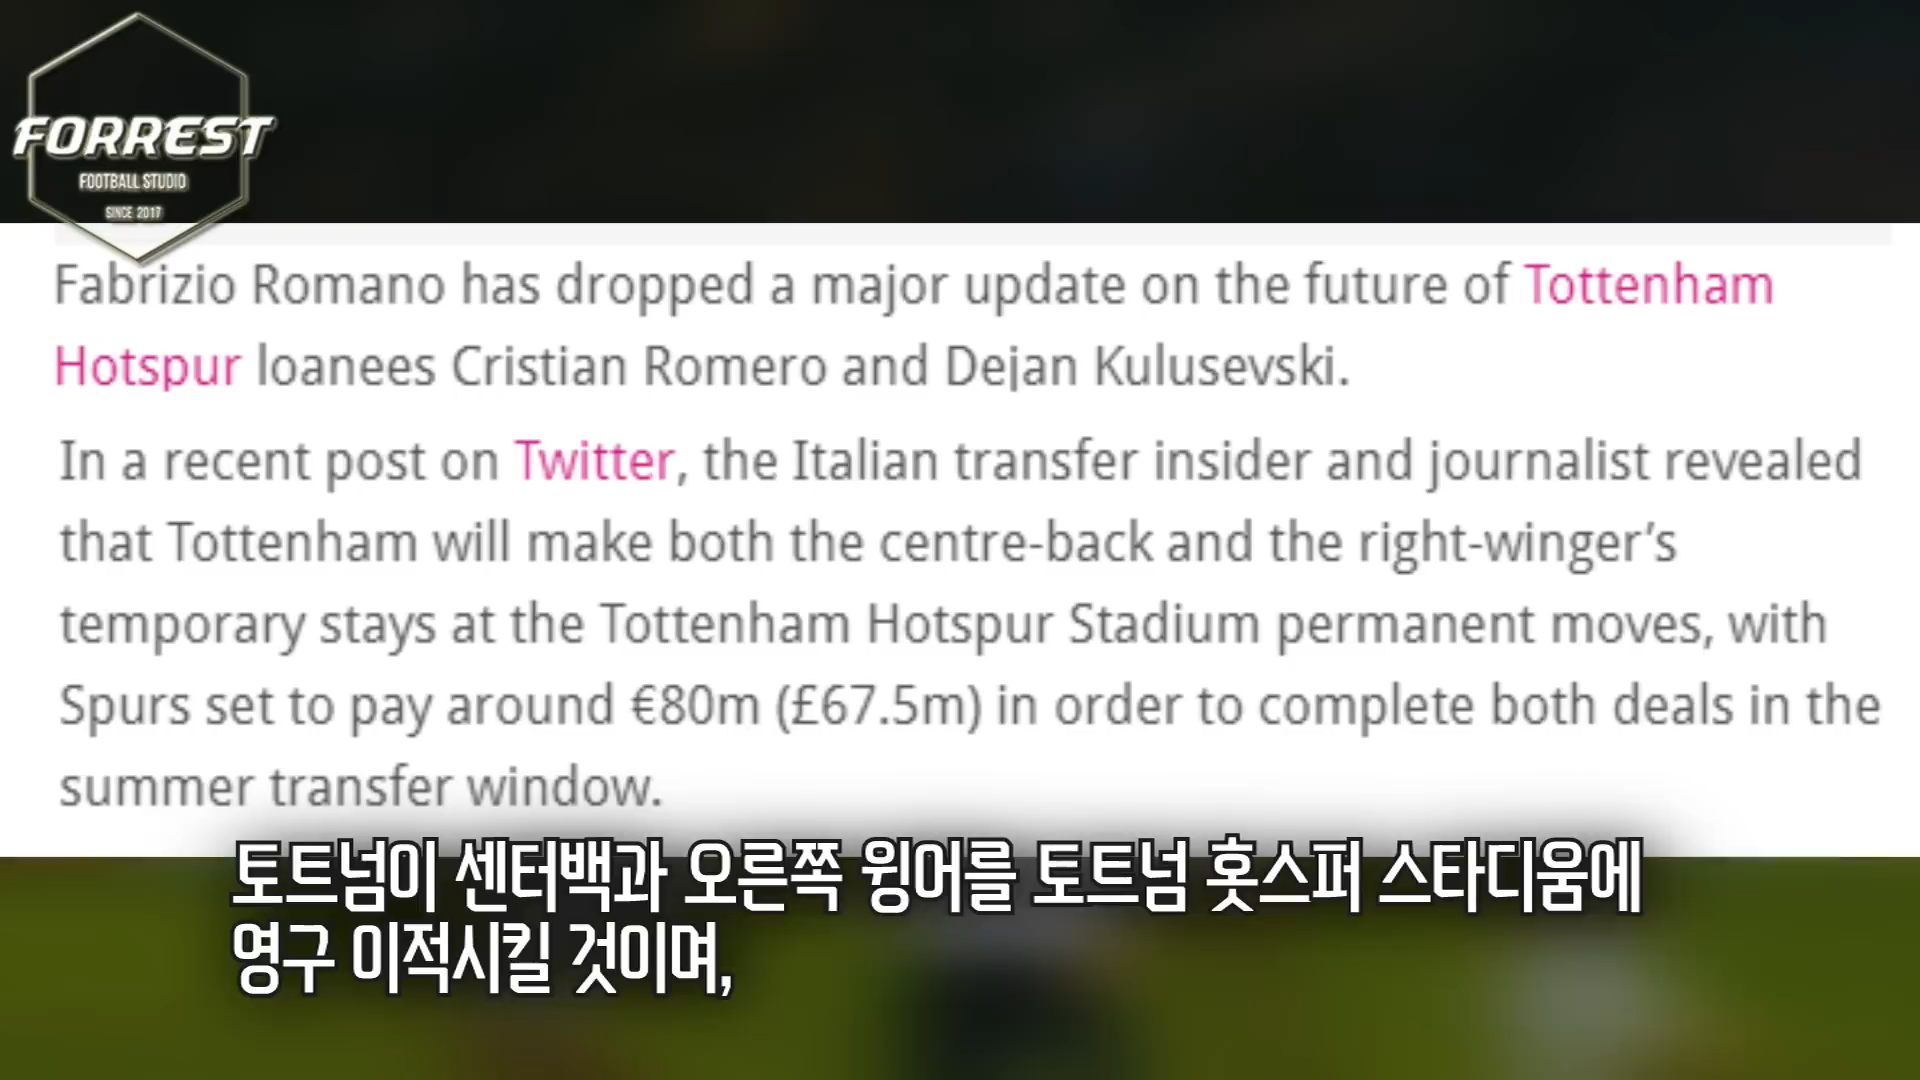 FORREST
FOOTBALL STUDIO
SINCE 2017
Fabrizio Romano has dropped a major update on the future of Tottenham
Hotspur loanees Cristian Romero and Dejan Kulusevski.
In a recent post on Twitter, the Italian transfer insider and journalist revealed
that Tottenham will make both the centre-back and the right-winger’s
temporary stays at the Tottenham Hotspur Stadium permanent moves, with
Spurs set to pay around €80m (£67.5m) in order to complete both deals in the
summer transfer window.
토트넘이 센터백과 오른쪽 윙어를 토트넘 홋스퍼 스타디움에
영구 이적시킬 것이며,